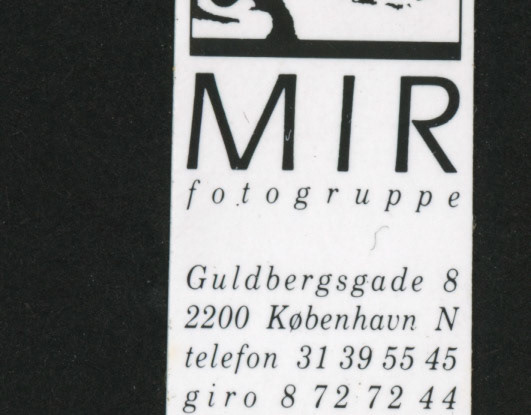 MIR
fotogruppe
Guldbergsgade 8
2200 København N
telefon 31 39 55 45
giro 8 72 72 44